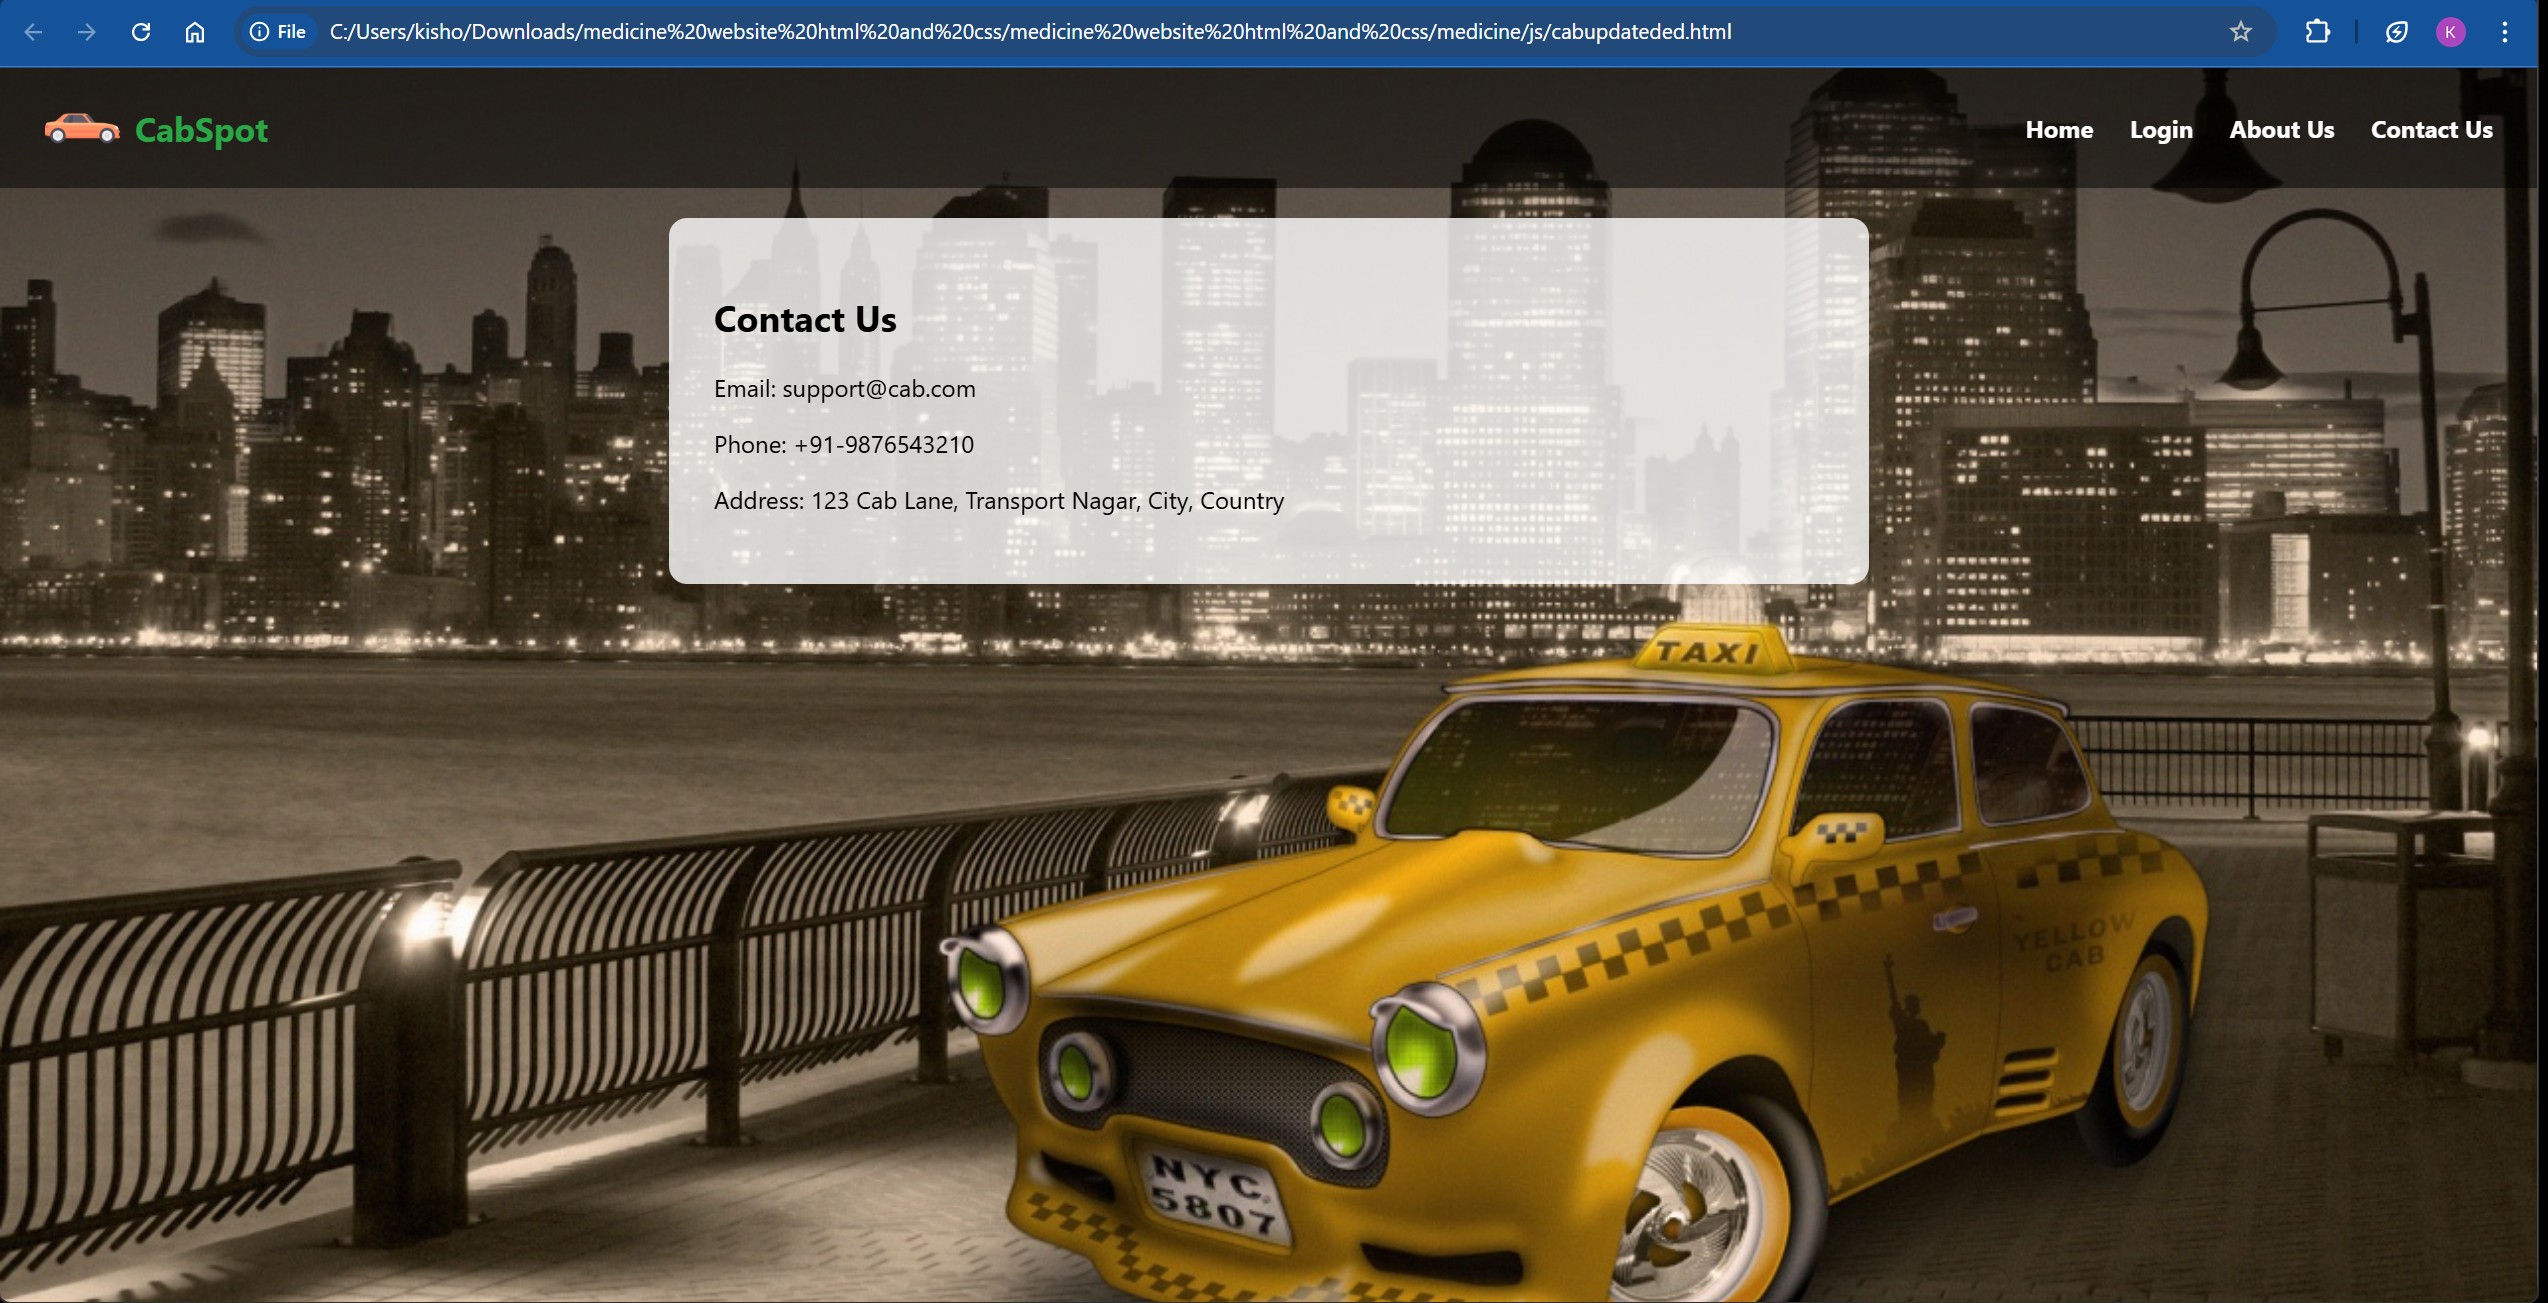 File C:/Users/kisho/Downloads/medicine%20website%20html%20and%20css/medicine%20website%20html%20and%20css/medicine/js/cabupdateded.html
K
CabSpot
Home Login About Us Contact Us
Contact Us
Email: support@cab.com
Phone: +91-9876543210
Address: 123 Cab Lane, Transport Nagar, City, Country
TAXI
YELLOW
CAB
NYC
5807